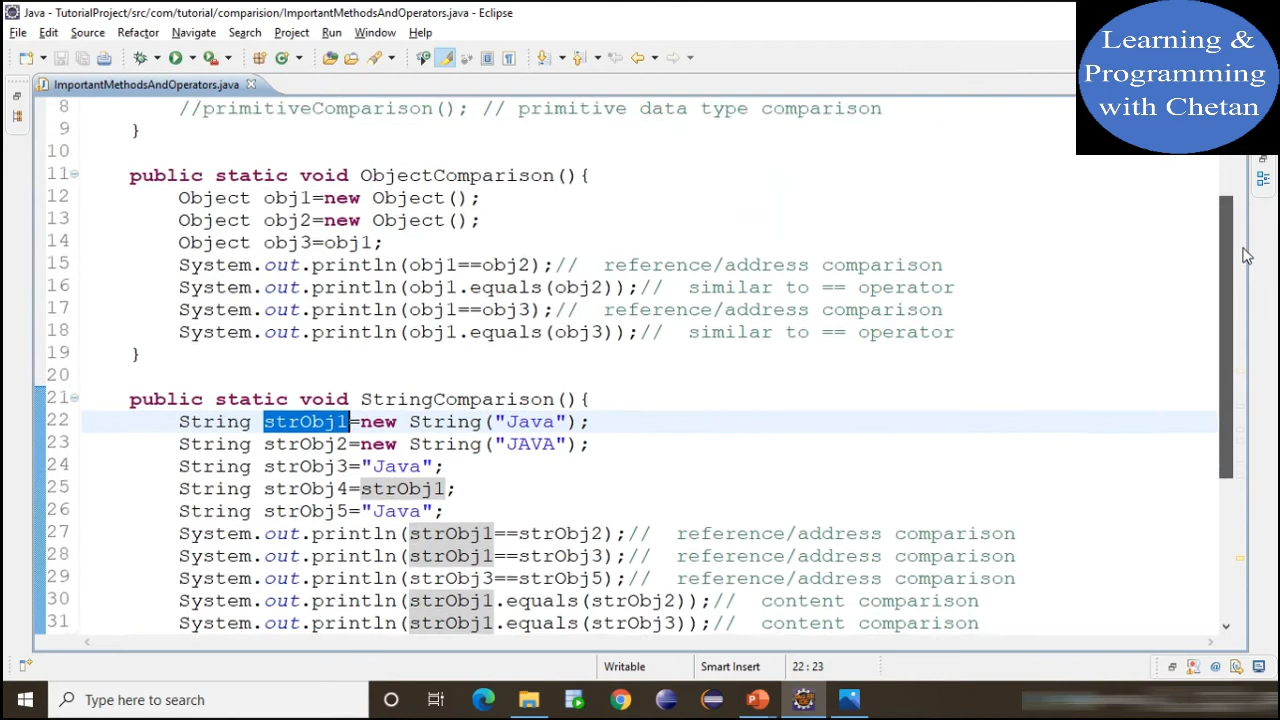 Java - TutorialProject/src/com/tutorial/comparision/ImportantMethodsAndOperators.java - Eclipse
File Edit Source Refactor Navigate Search Project Run Window Help
Learning &
Programming
with Chetan
ImportantMethodsAndOperators.java
8 //primitiveComparison(); // primitive data type comparison
9 }
10
11 public static void ObjectComparison(){
12 Object obj1=new Object();
13 Object obj2=new Object();
14 Object obj3=obj1;
15 System.out.println(obj1==obj2);// reference/address comparison
16 System.out.println(obj1.equals(obj2));// similar to == operator
17 System.out.println(obj1==obj3);// reference/address comparison
18 System.out.println(obj1.equals(obj3));// similar to == operator
19 }
20
21 public static void StringComparison(){
22 String strObj1=new String("Java");
23 String strObj2=new String("JAVA");
24 String strObj3="Java";
25 String strObj4=strObj1;
26 String strObj5="Java";
27 System.out.println(strObj1==strObj2);// reference/address comparison
28 System.out.println(strObj1==strObj3);// reference/address comparison
29 System.out.println(strObj3==strObj5);// reference/address comparison
30 System.out.println(strObj1.equals(strObj2));// content comparison
31 System.out.println(strObj1.equals(strObj3));// content comparison
Writable Smart Insert 22 : 23
Type here to search